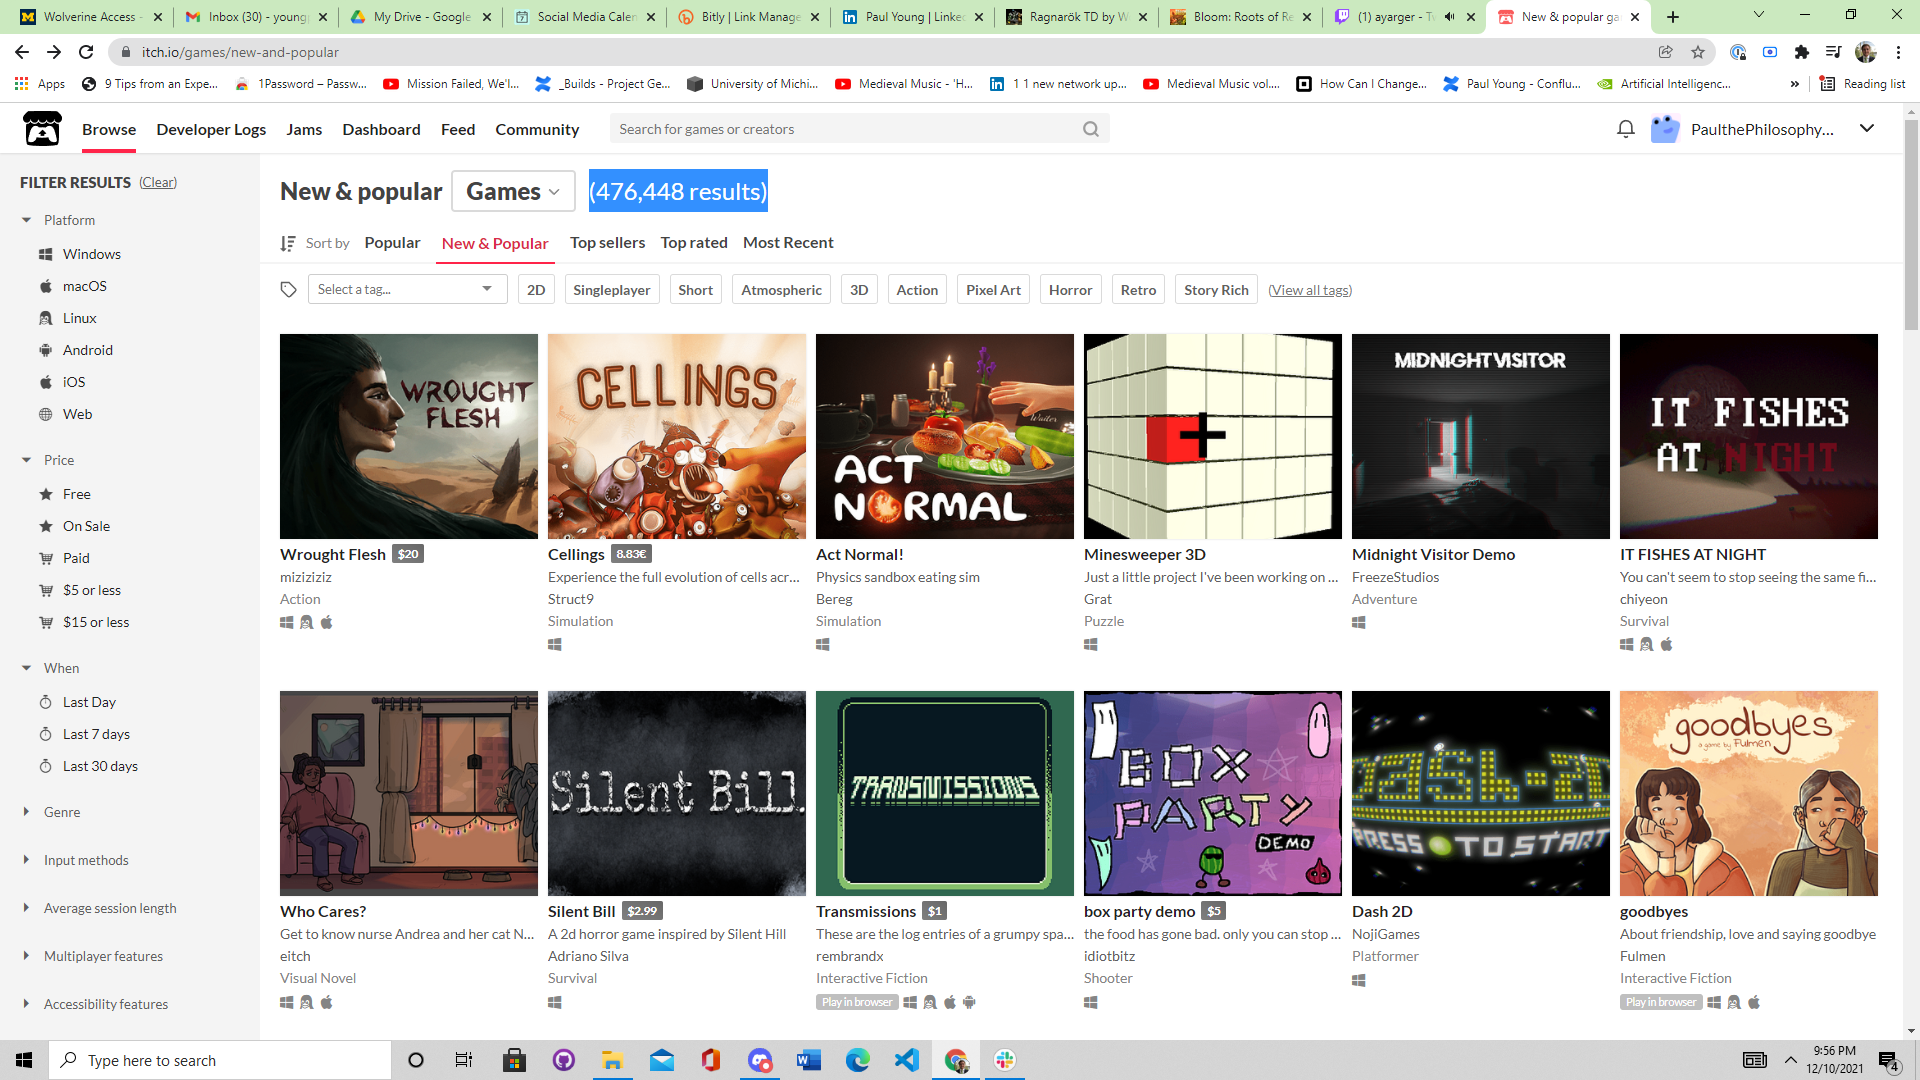 Wolverine Access -
Inbox (30) - young
My Drive - Google
Social Media Calen
Bitly | Link Manage
Paul Young | Linked
Ragnarök TD by W
Bloom: Roots of Re
(1) ayarger - Tw
New & popular ga
itch.io/games/new-and-popular
Apps
9 Tips from an Expe...
1Password – Passw...
Mission Failed, We'l...
_Builds - Project Ge...
University of Michi...
Medieval Music - 'H...
1 1 new network up...
Medieval Music vol....
How Can I Change...
Paul Young - Conflu...
Artificial Intelligenc...
»
Reading list
Browse
Developer Logs
Jams
Dashboard
Feed
Community
Search for games or creators
PaulthePhilosophy...
FILTER RESULTS (Clear)
Platform
Windows
macOS
Linux
Android
iOS
Web
Price
Free
On Sale
Paid
$5 or less
$15 or less
When
Last Day
Last 7 days
Last 30 days
Genre
Input methods
Average session length
Multiplayer features
Accessibility features
New & popular Games (476,448 results)
Sort by Popular New & Popular Top sellers Top rated Most Recent
Select a tag... 2D Singleplayer Short Atmospheric 3D Action Pixel Art Horror Retro Story Rich (View all tags)
WROUGHT
FLESH
Wrought Flesh $20
miziziziz
Action
CELLINGS
Cellings 8.83€
Experience the full evolution of cells acr...
Struct9
Simulation
Waiter
ACT
NORMAL
Act Normal!
Physics sandbox eating sim
Bereg
Simulation
Minesweeper 3D
Just a little project I've been working on ...
Grat
Puzzle
MIDNIGHT VISITOR
Midnight Visitor Demo
FreezeStudios
Adventure
IT FISHES
AT NIGHT
IT FISHES AT NIGHT
You can't seem to stop seeing the same fi...
chiyeon
Survival
Who Cares?
Get to know nurse Andrea and her cat N...
eitch
Visual Novel
Silent Bill
Silent Bill $2.99
A 2d horror game inspired by Silent Hill
Adriano Silva
Survival
TRANSMISSIONS
Transmissions $1
These are the log entries of a grumpy spa...
rembrandx
Interactive Fiction
Play in browser
BOX
PARTY
DEMO
box party demo $5
the food has gone bad. only you can stop ...
idiotbitz
Shooter
DASH-2D
PRESS TO START
Dash 2D
NojiGames
Platformer
goodbyes
a game by Fulmen
goodbyes
About friendship, love and saying goodbye
Fulmen
Interactive Fiction
Play in browser
Type here to search
9:56 PM
12/10/2021
4